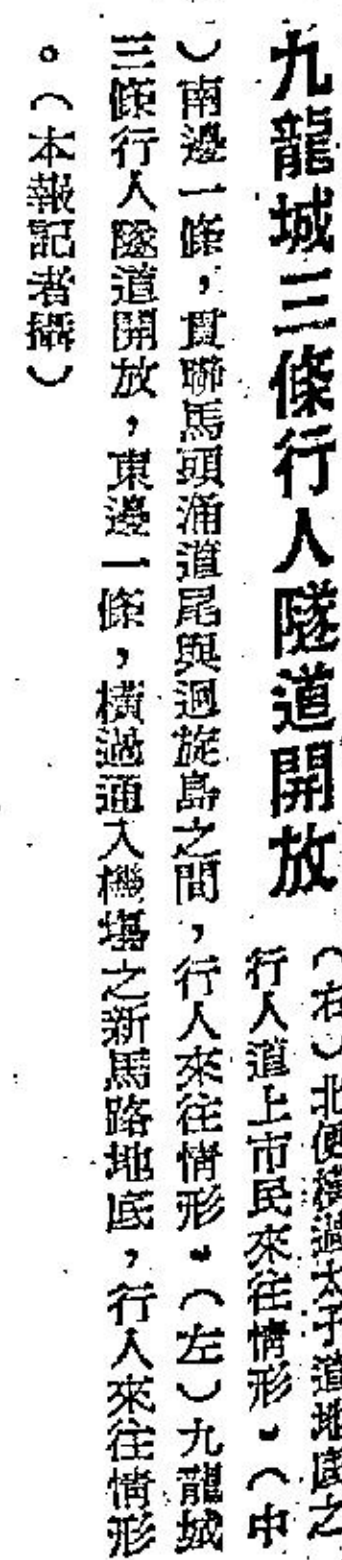 九龍城三條行人隧道開放
（右）北便橫過太子道地底之
行人道上市民來往情形。（中
）南邊一條，貫聯馬頭涌道尾與迴旋島之間，行人來往情形。（左）九龍城
三條行人隧道開放，東邊一條，橫過通入機塲之新馬路地底，行人來往情形
。（本報記者攝）